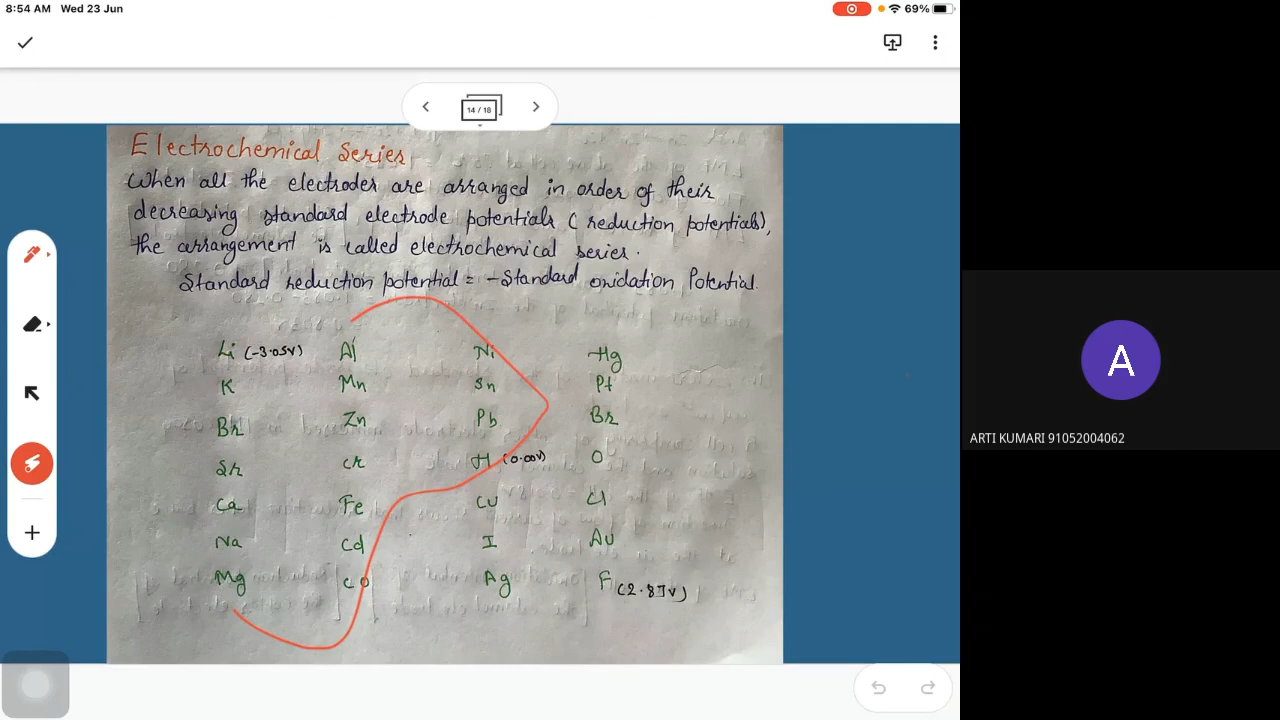 8:54 AM Wed 23 Jun
69%
14 / 18
Electrochemical Series
When all the electrodes are arranged in order of their
decreasing standard electrode potentials (reduction potentials),
the arrangement is called electrochemical series.
Standard reduction potential = -Standard oxidation Potential.
Li (-3.05V) Al Ni Hg
K Mn Sn Pt
Br Zn Pb Br
Sr Cr H (0.00V) O
Ca Fe Cu Cl
Na Cd I Au
Mg Co Ag F (2.87V)
A
ARTI KUMARI 91052004062